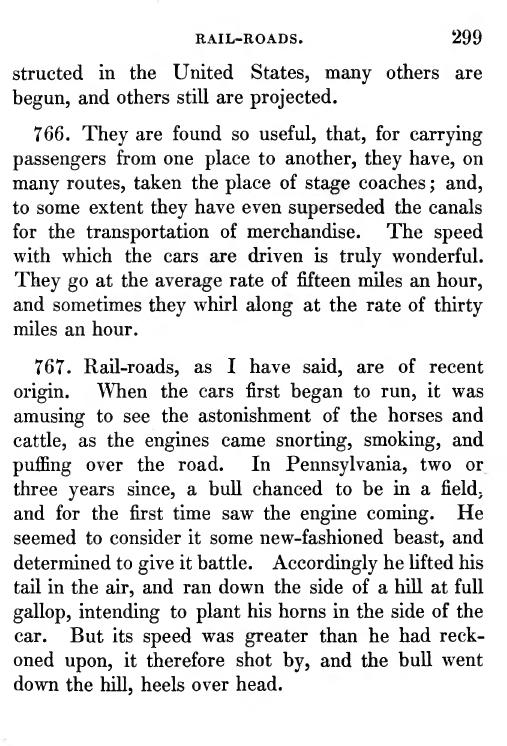 RAIL-ROADS. 299
structed in the United States, many others are
begun, and others still are projected.
766. They are found so useful, that, for carrying
passengers from one place to another, they have, on
many routes, taken the place of stage coaches; and,
to some extent they have even superseded the canals
for the transportation of merchandise. The speed
with which the cars are driven is truly wonderful.
They go at the average rate of fifteen miles an hour,
and sometimes they whirl along at the rate of thirty
miles an hour.
767. Rail-roads, as I have said, are of recent
origin. When the cars first began to run, it was
amusing to see the astonishment of the horses and
cattle, as the engines came snorting, smoking, and
puffing over the road. In Pennsylvania, two or
three years since, a bull chanced to be in a field,
and for the first time saw the engine coming. He
seemed to consider it some new-fashioned beast, and
determined to give it battle. Accordingly he lifted his
tail in the air, and ran down the side of a hill at full
gallop, intending to plant his horns in the side of the
car. But its speed was greater than he had reck-
oned upon, it therefore shot by, and the bull went
down the hill, heels over head.